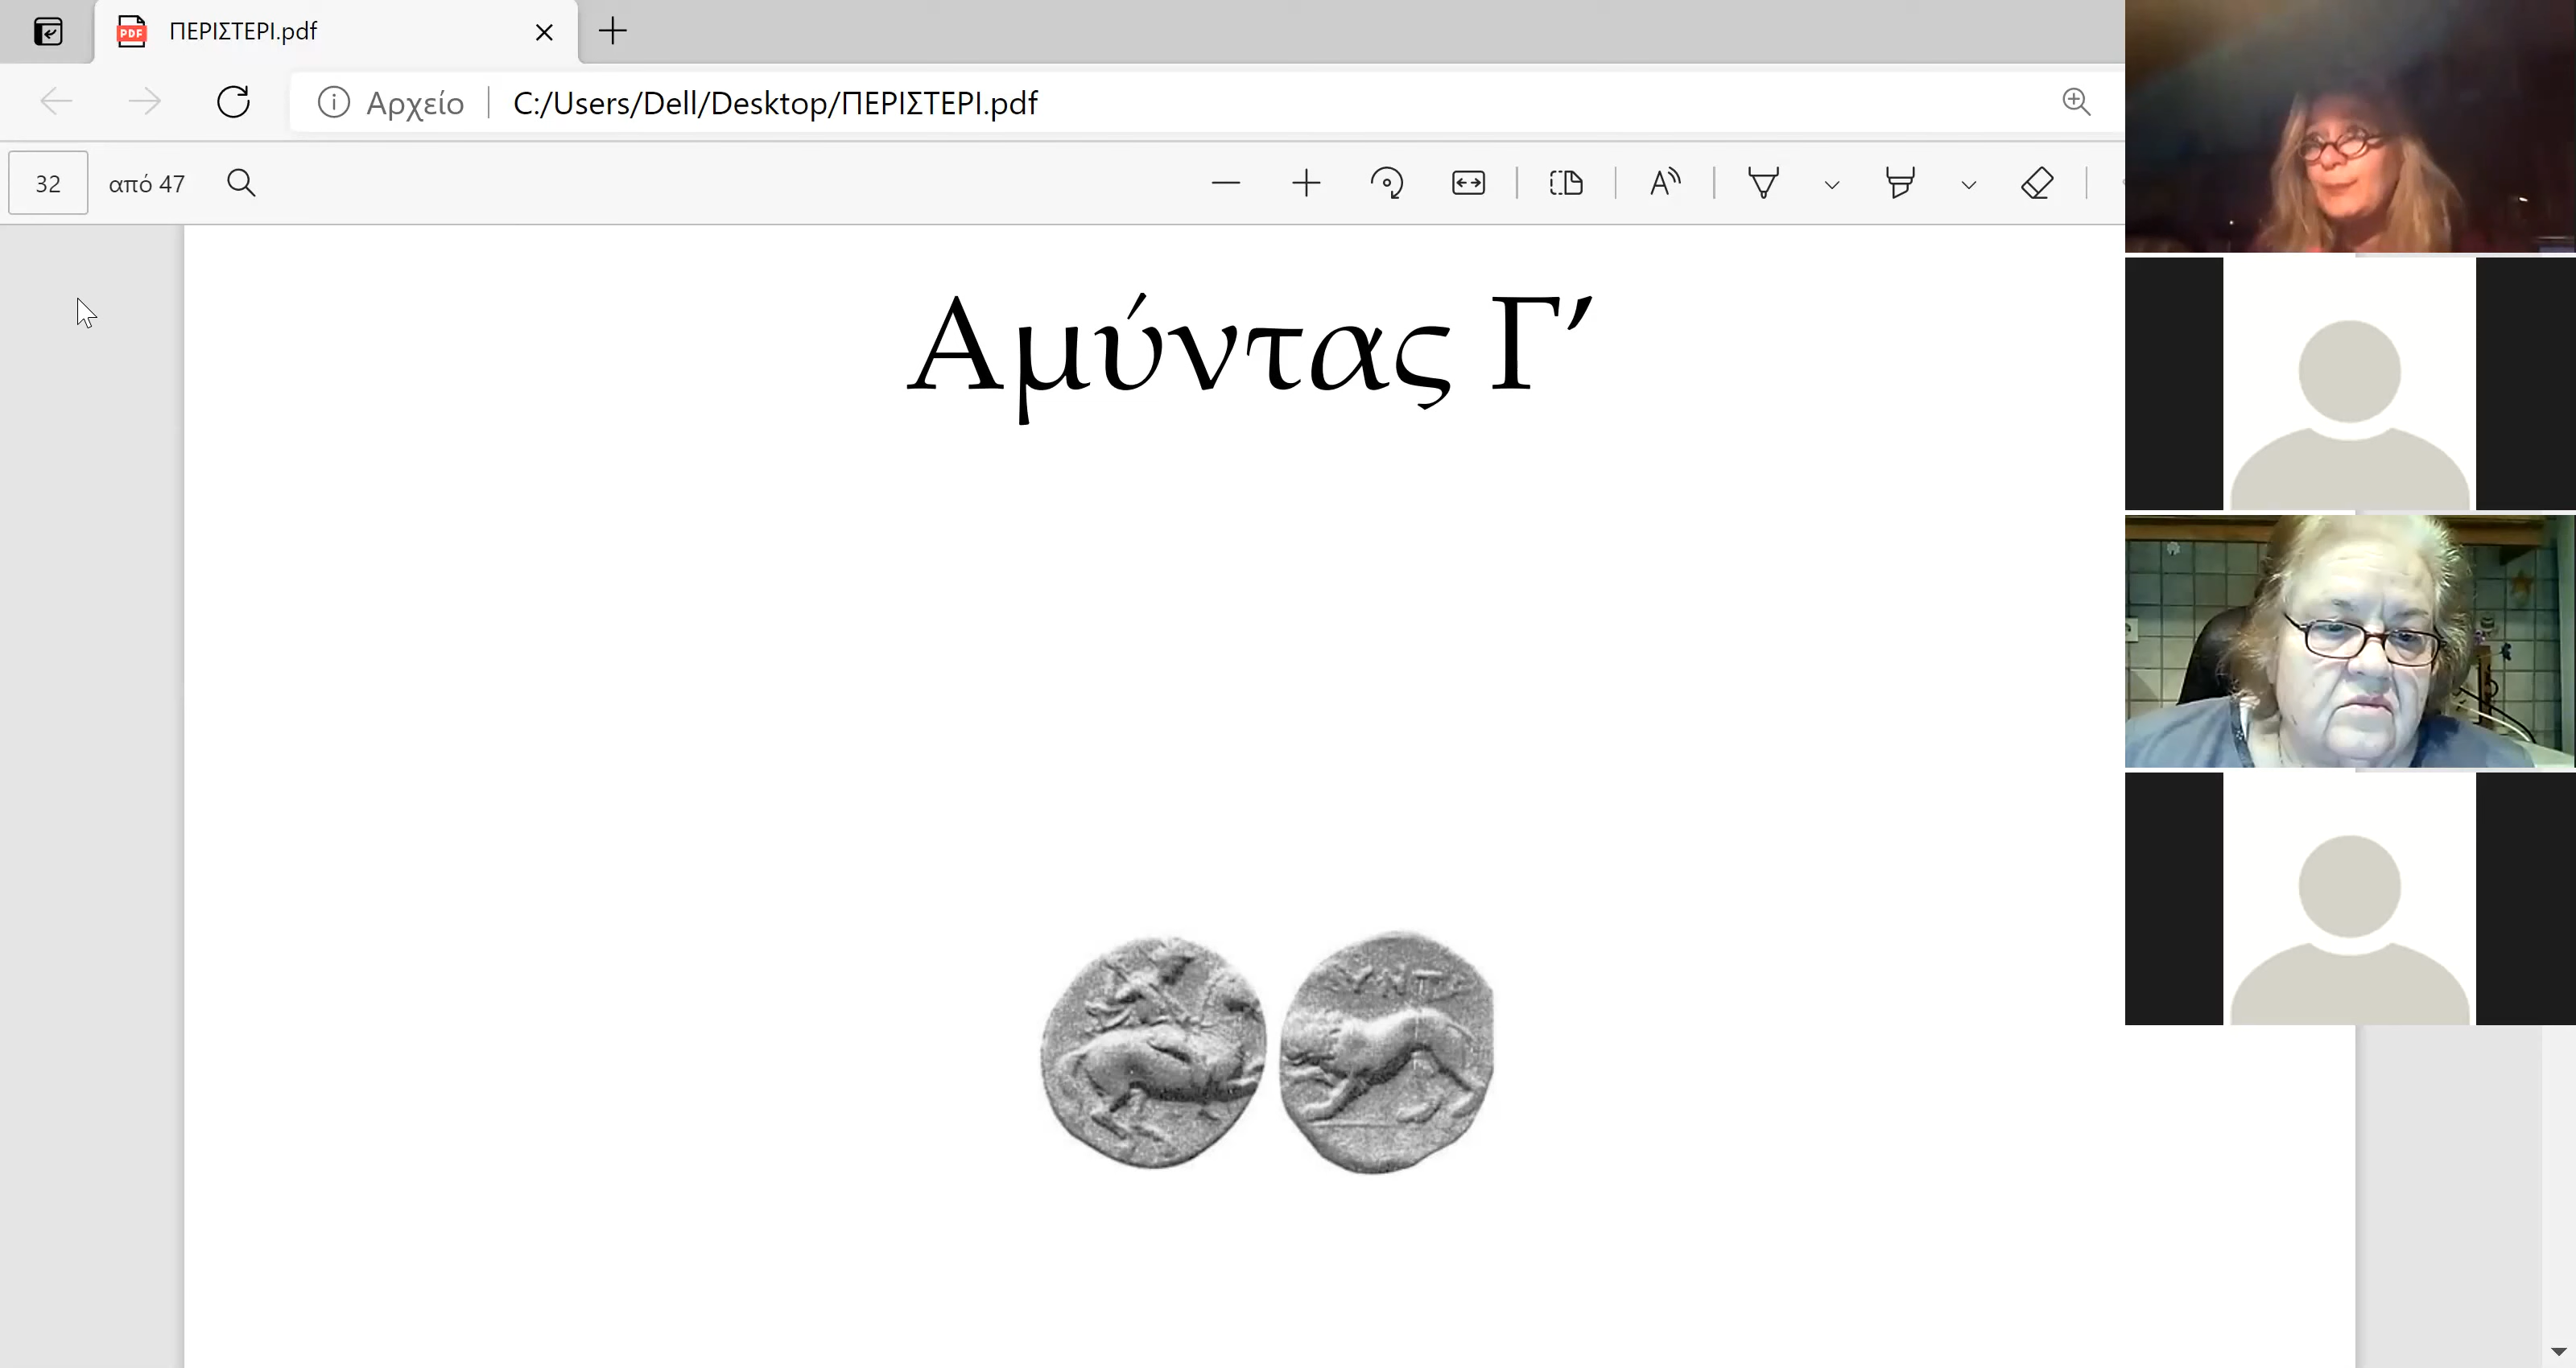 ΠΕΡΙΣΤΕΡΙ.pdf
Αρχείο
C:/Users/Dell/Desktop/ΠΕΡΙΣΤΕΡΙ.pdf
32
από 47
Αμύντας Γ′